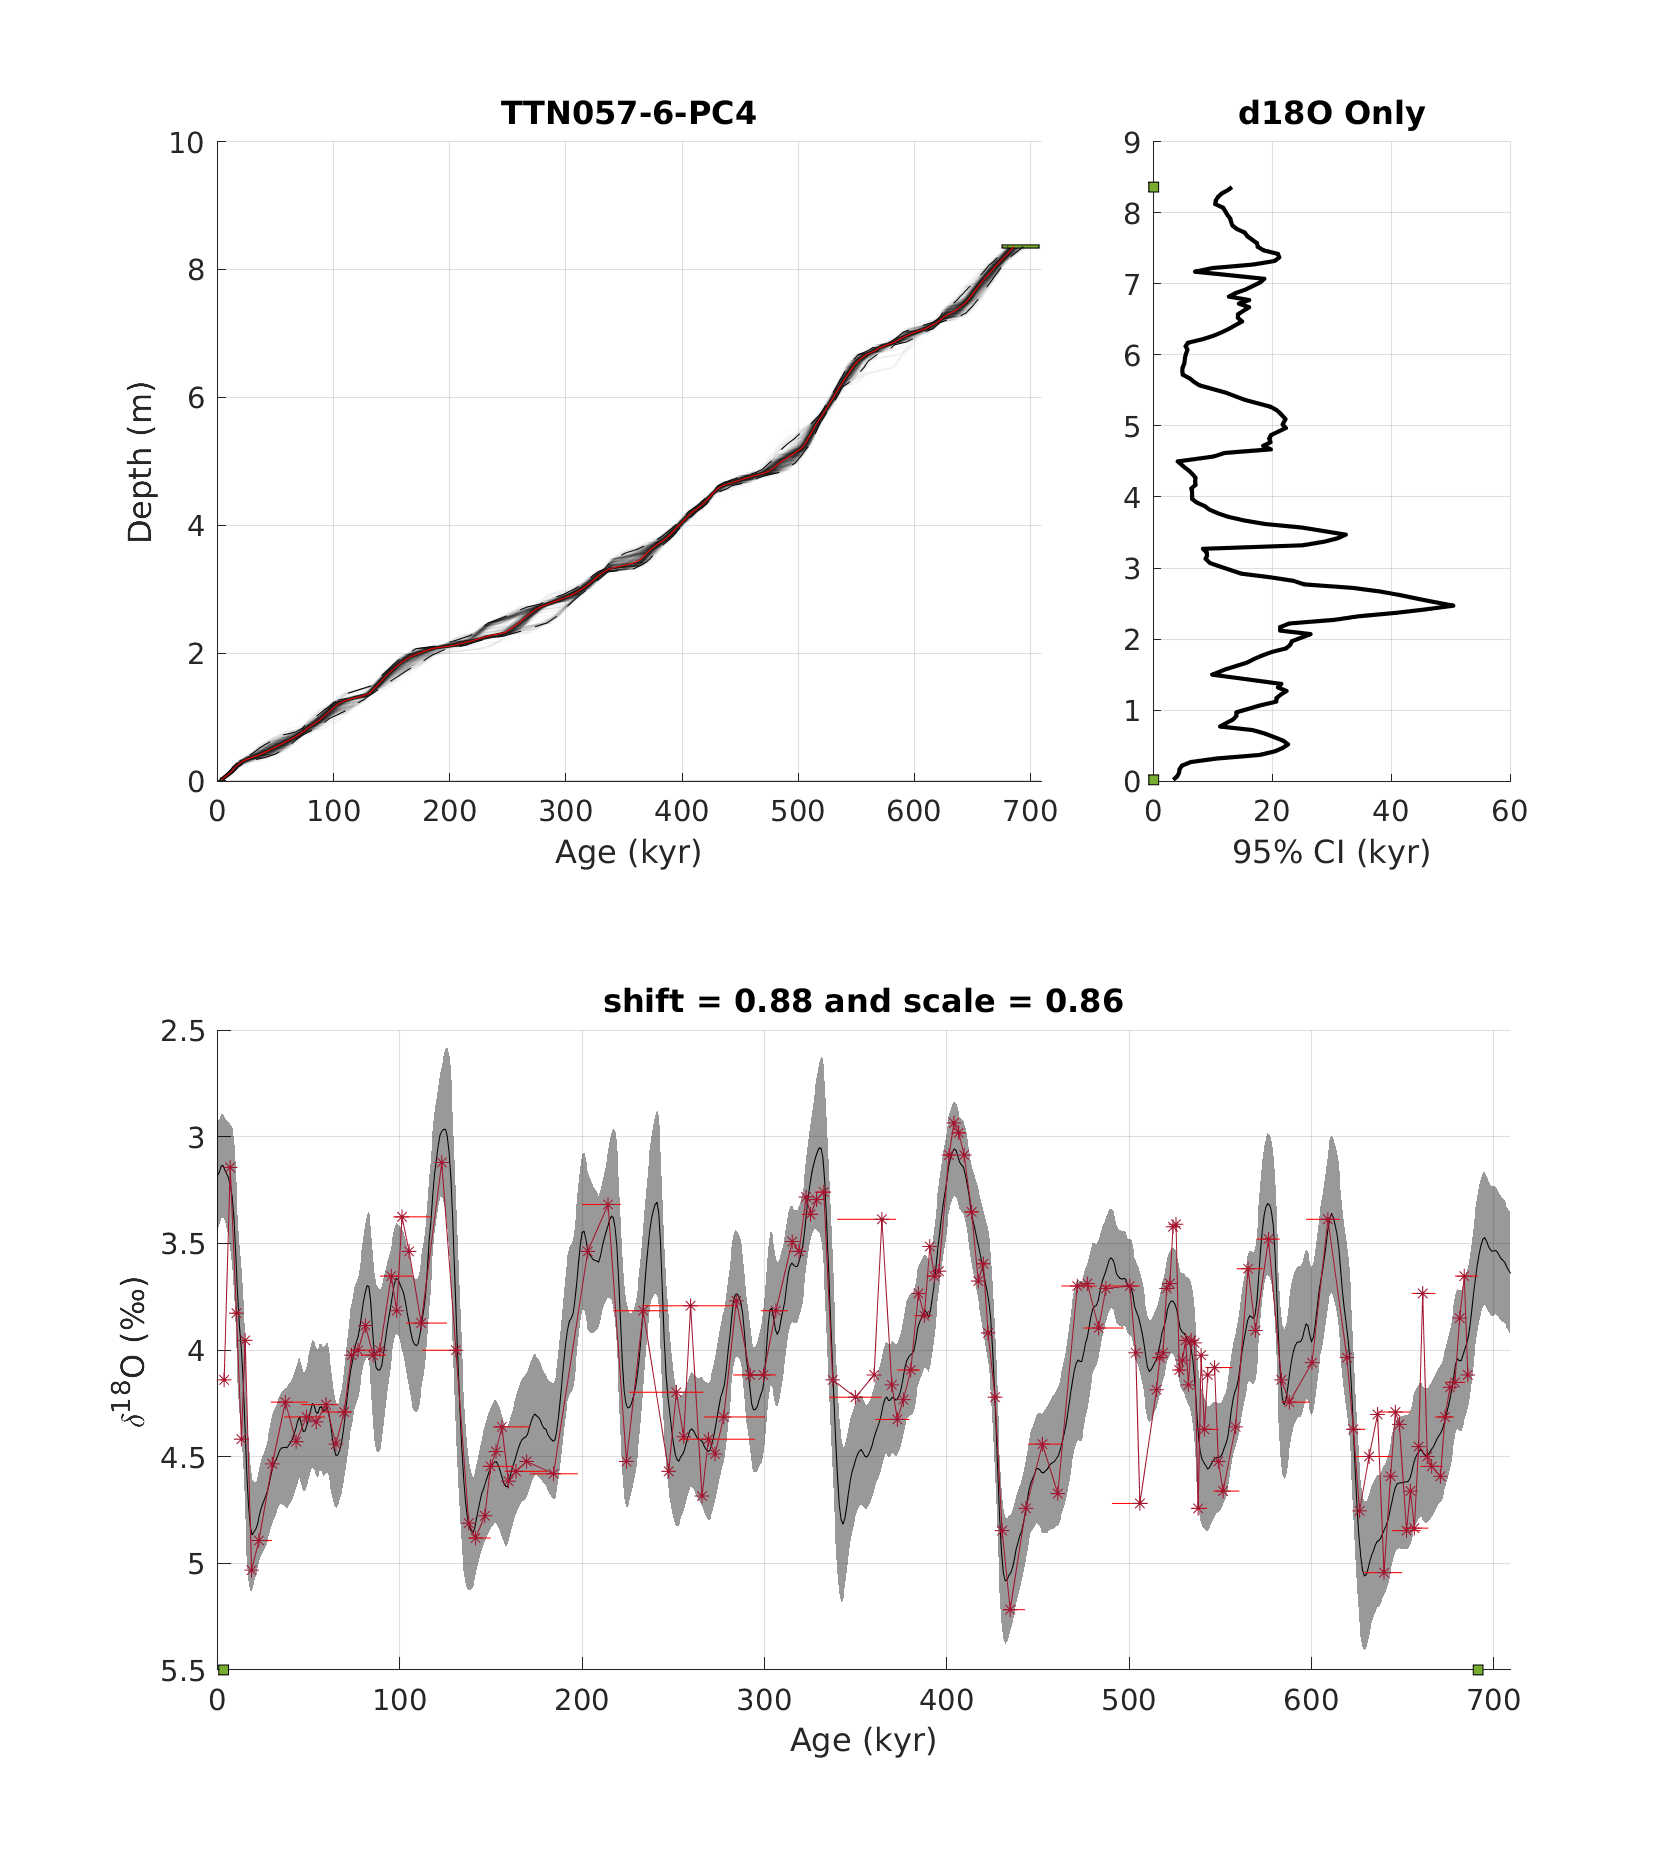 TTN057-6-PC4
10
8
6
4
2
0
Depth (m)
0 100 200 300 400 500 600 700
Age (kyr)
d18O Only
9
8
7
6
5
4
3
2
1
0
0 20 40 60
95% CI (kyr)
shift = 0.88 and scale = 0.86
2.5
3
3.5
4
4.5
5
5.5
δ¹⁸O (‰)
0 100 200 300 400 500 600 700
Age (kyr)